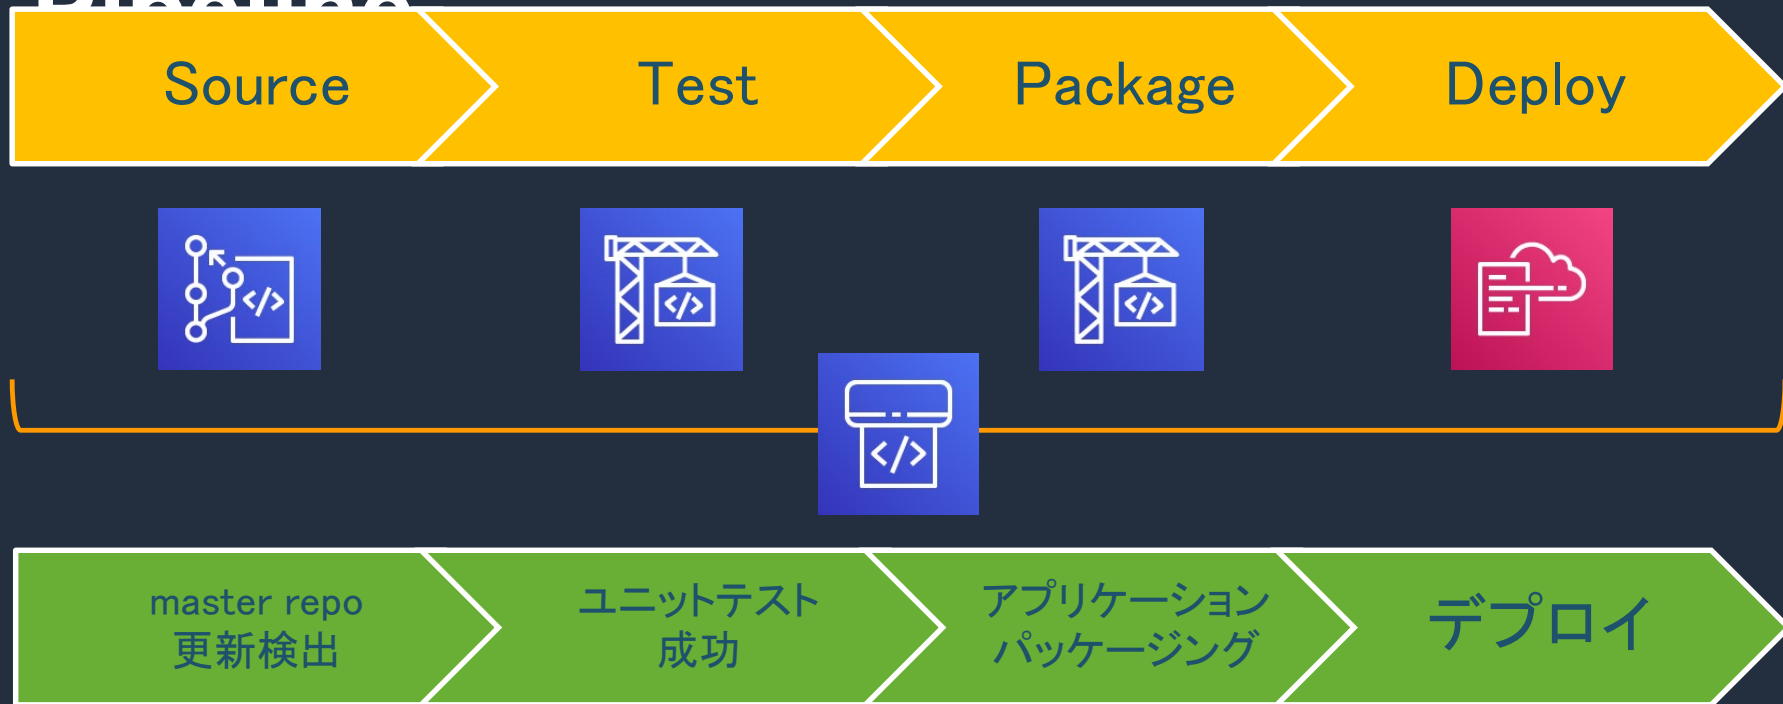 Pipeline
Source
Test
Package
Deploy
</>
</>
</>
</>
master repo
更新検出
ユニットテスト
成功
アプリケーション
パッケージング
デプロイ